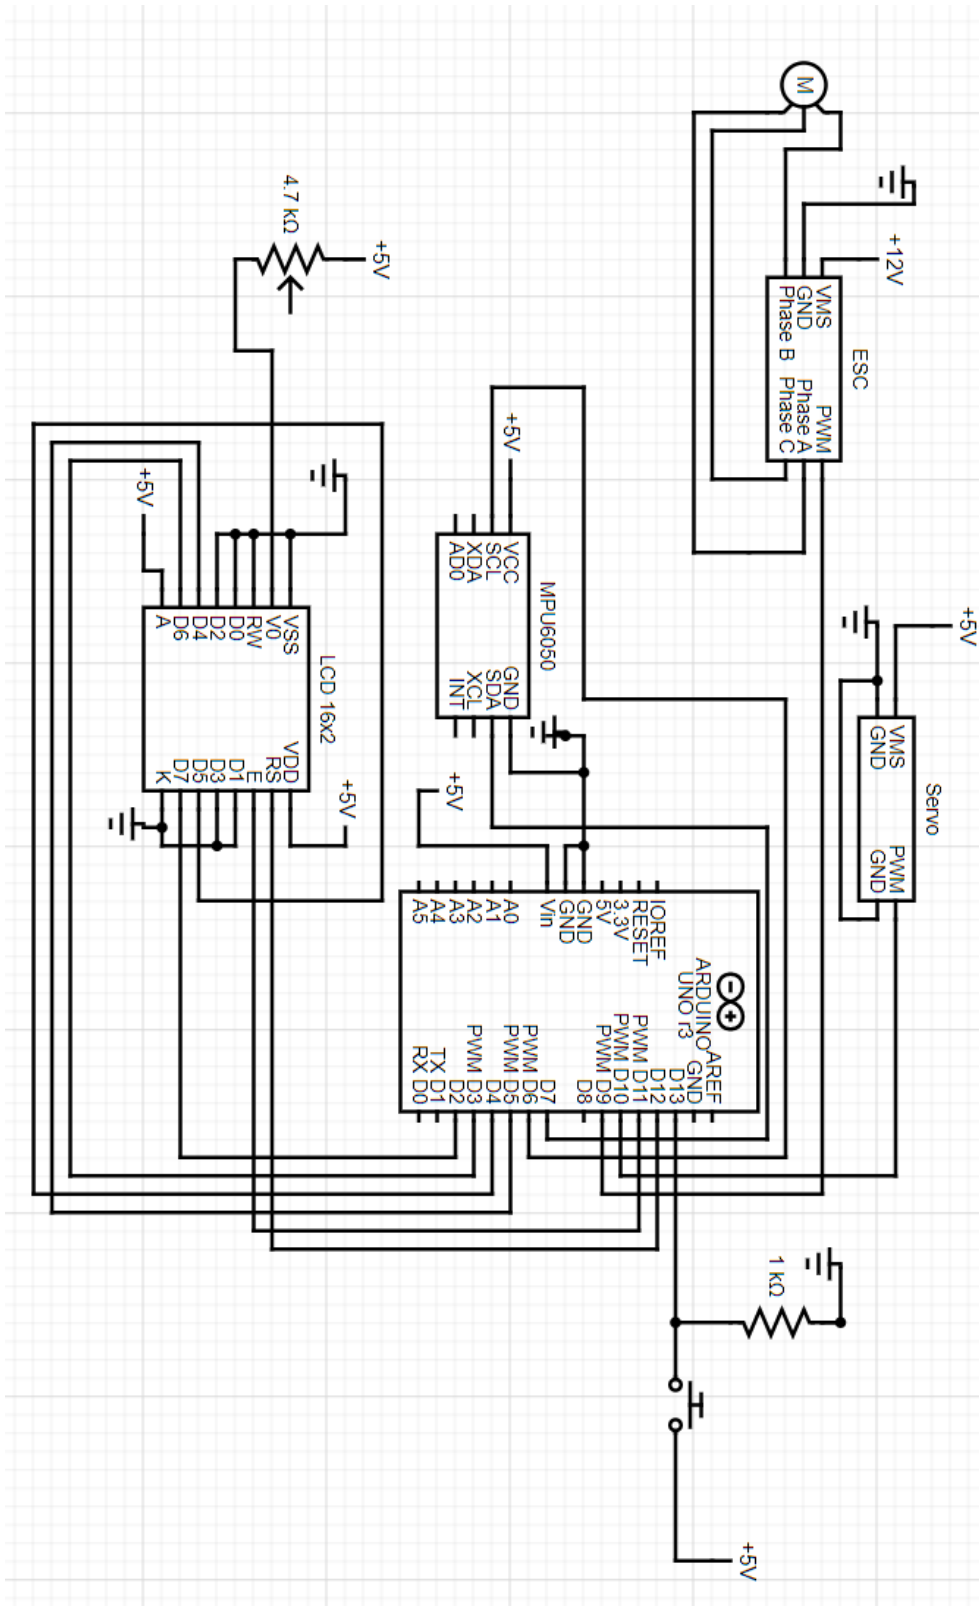 M
+12V
VMS
GND
Phase B
PWM
Phase A
Phase C
ESC
4.7 kΩ
+5V
+5V
VCC
SCL
XDA
AD0
GND
SDA
XCL
INT
MPU6050
+5V
VMS
GND
PWM
GND
Servo
+5V
VSS
V0
RW
D0
D2
D4
D6
A
VDD
RS
E
D1
D3
D5
D7
K
LCD 16x2
+5V
+5V
IOREF
RESET
3.3V
5V
GND
GND
Vin
A0
A1
A2
A3
A4
A5
ARDUINO
UNO r3
AREF
GND
D13
D12
PWM D11
PWM D10
PWM D9
D8
D7
PWM D6
PWM D5
D4
PWM D3
D2
TX D1
RX D0
1 kΩ
+5V